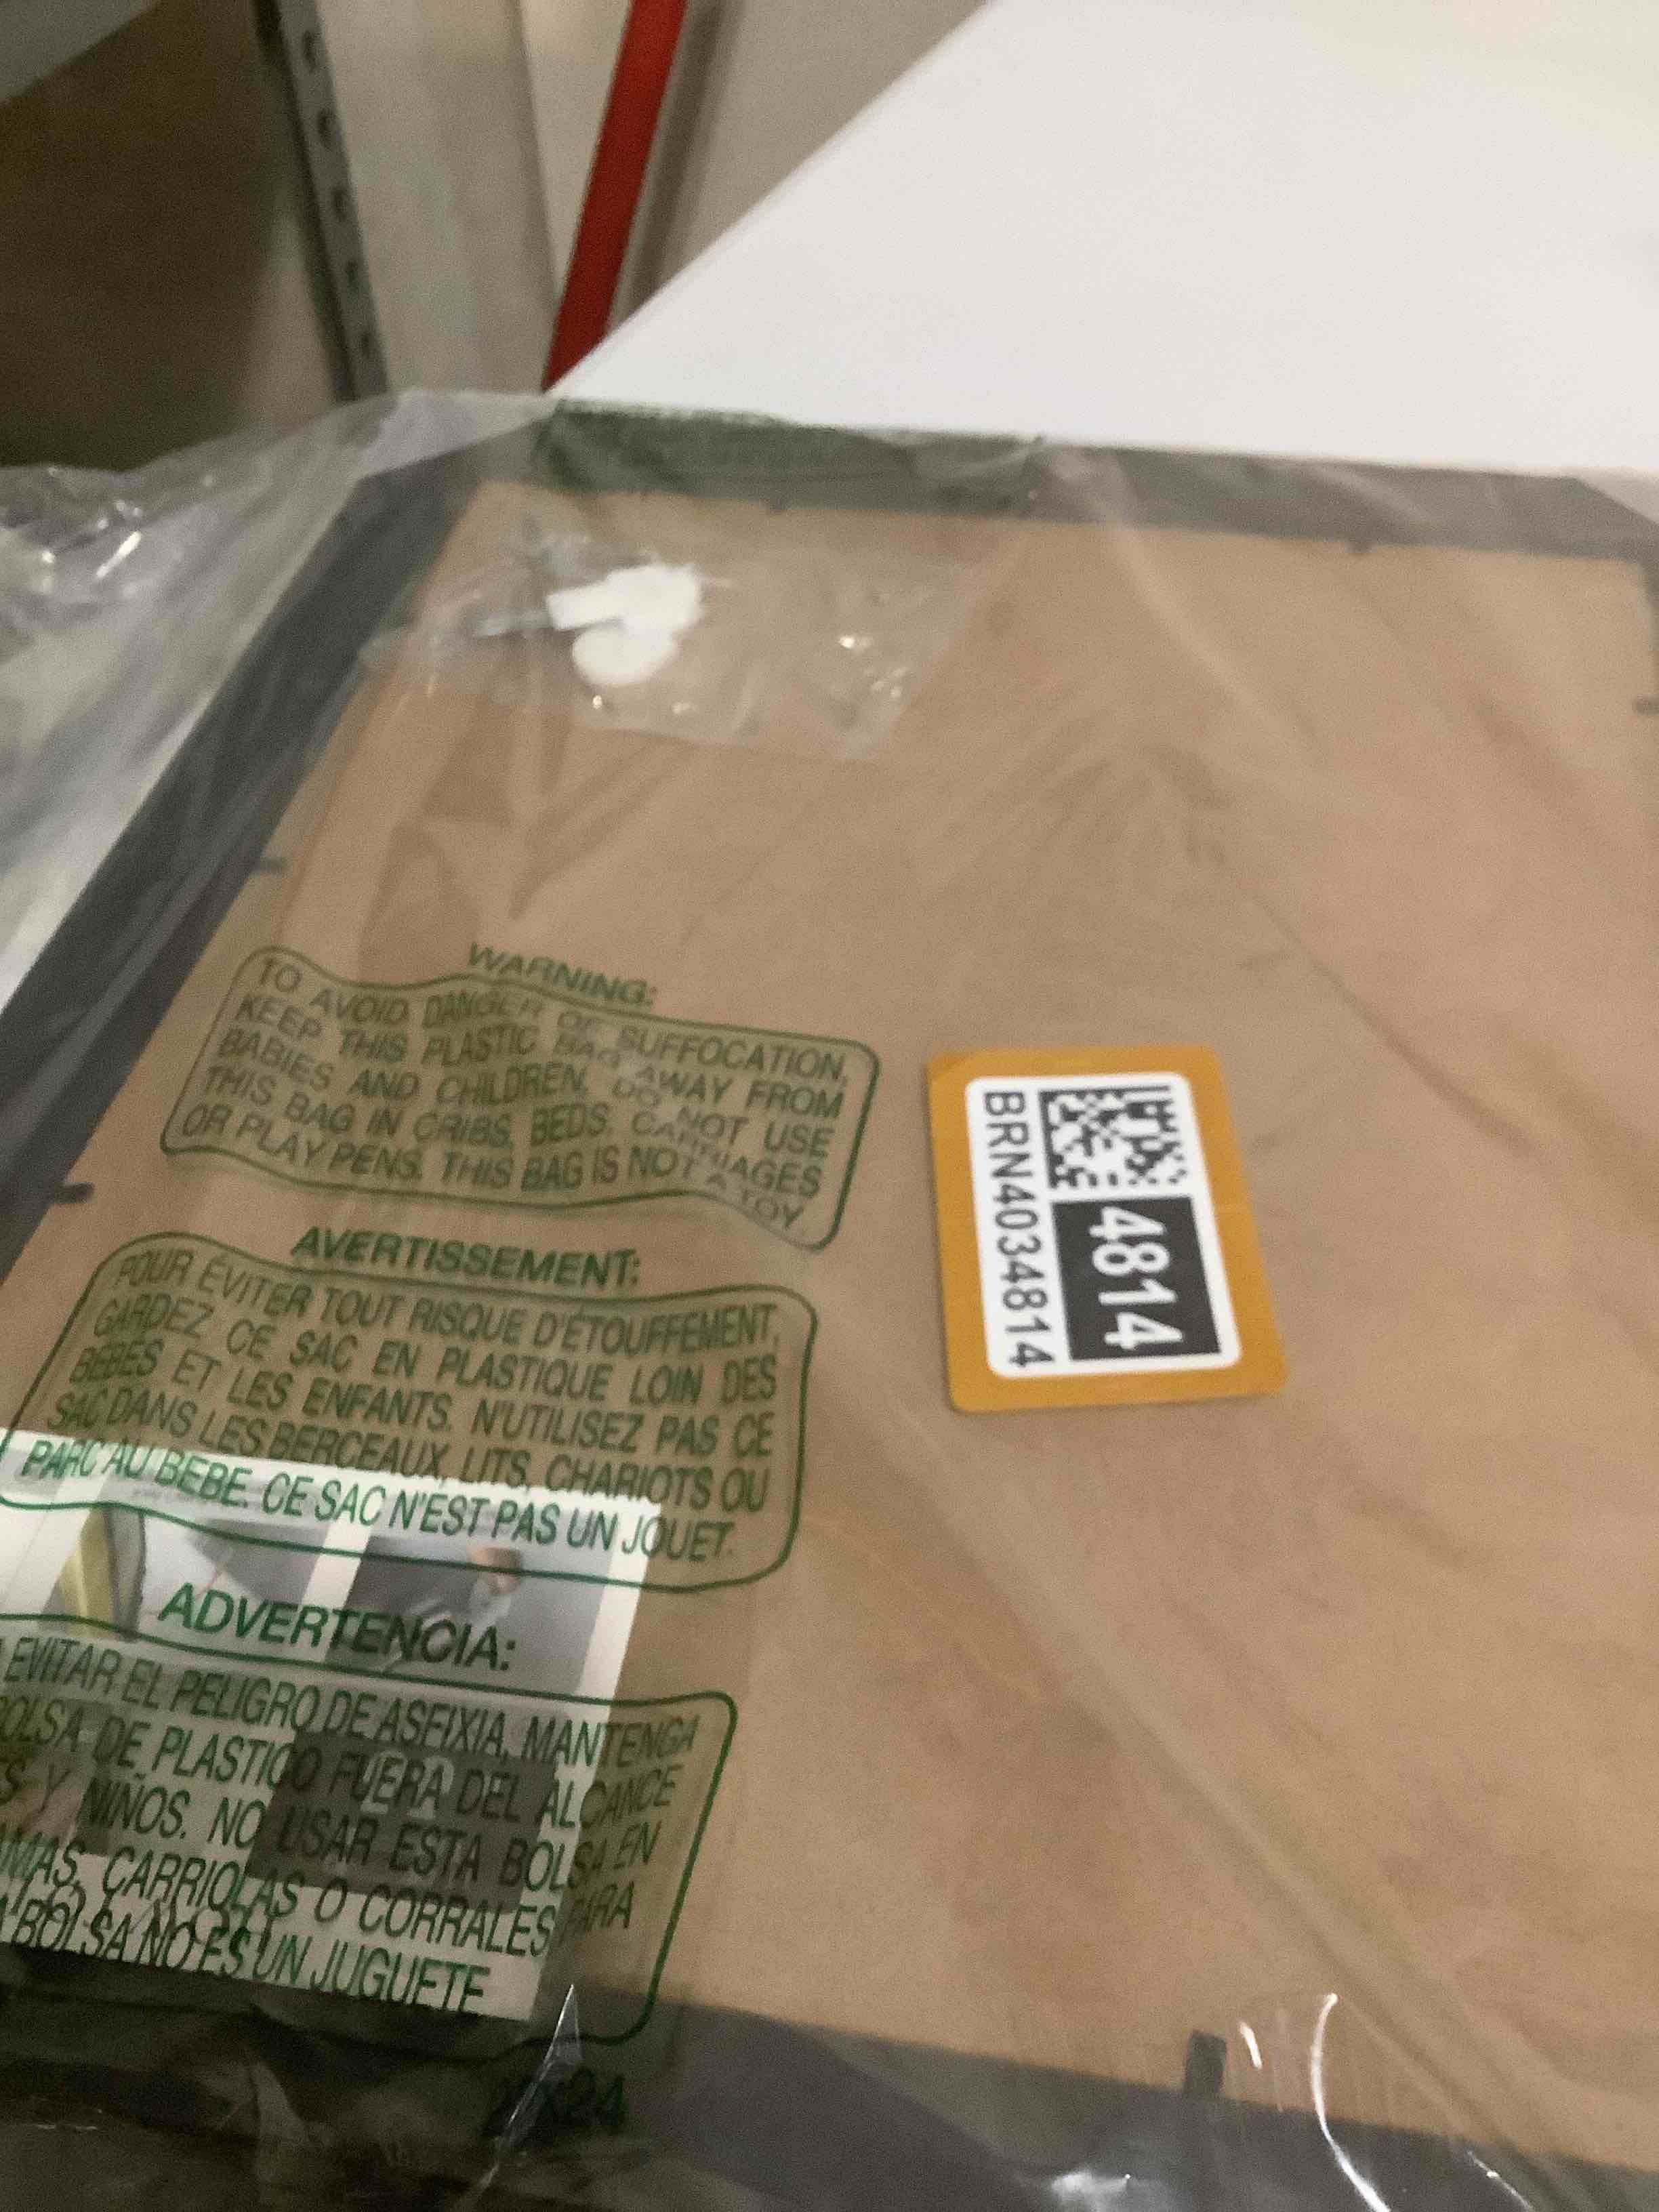 WARNING:
TO AVOID DANGER OF SUFFOCATION,
KEEP THIS PLASTIC BAG AWAY FROM
BABIES AND CHILDREN. DO NOT USE
THIS BAG IN CRIBS, BEDS, CARRIAGES
OR PLAY PENS. THIS BAG IS NOT A TOY.
AVERTISSEMENT:
POUR ÉVITER TOUT RISQUE D'ÉTOUFFEMENT,
GARDEZ CE SAC EN PLASTIQUE LOIN DES
BÉBES ET LES ENFANTS. N'UTILISEZ PAS CE
SAC DANS LES BERCEAUX, LITS, CHARIOTS OU
PARC AU BEBE. CE SAC N'EST PAS UN JOUET.
ADVERTENCIA:
EVITAR EL PELIGRO DE ASFIXIA, MANTENGA
BOLSA DE PLASTICO FUERA DEL ALCANCE
Y NIÑOS. NO USAR ESTA BOLSA EN
CARRIOLAS O CORRALES PARA
BOLSA NO ES UN JUGUETE
4814
BRN4034814